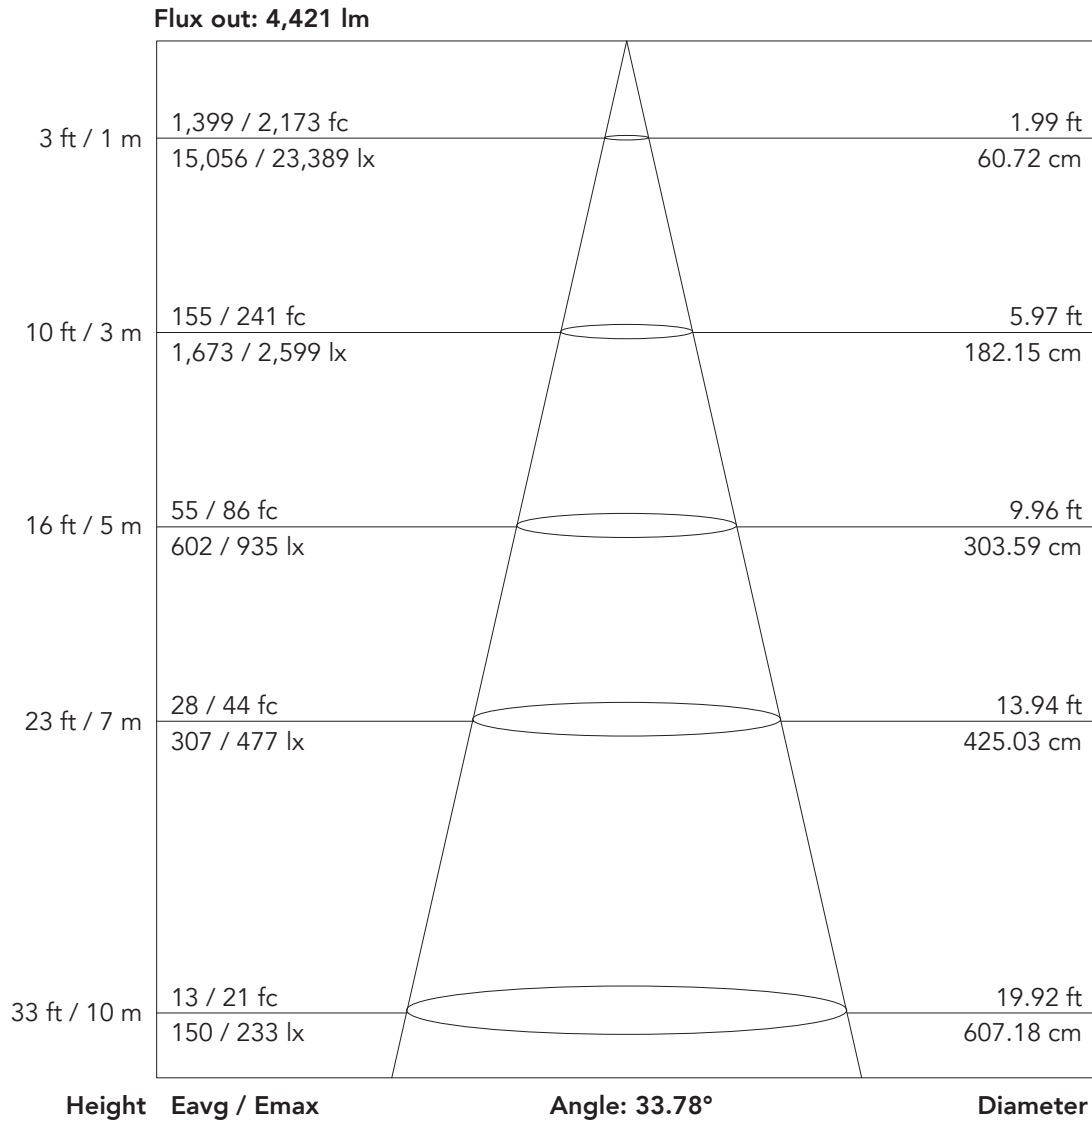 Flux out: 4,421 lm
1,399 / 2,173 fc 1.99 ft
3 ft / 1 m
15,056 / 23,389 lx 60.72 cm
155 / 241 fc 5.97 ft
10 ft / 3 m
1,673 / 2,599 lx 182.15 cm
55 / 86 fc 9.96 ft
16 ft / 5 m
602 / 935 lx 303.59 cm
28 / 44 fc 13.94 ft
23 ft / 7 m
307 / 477 lx 425.03 cm
13 / 21 fc 19.92 ft
33 ft / 10 m
150 / 233 lx 607.18 cm
Height Eavg / Emax Angle: 33.78° Diameter